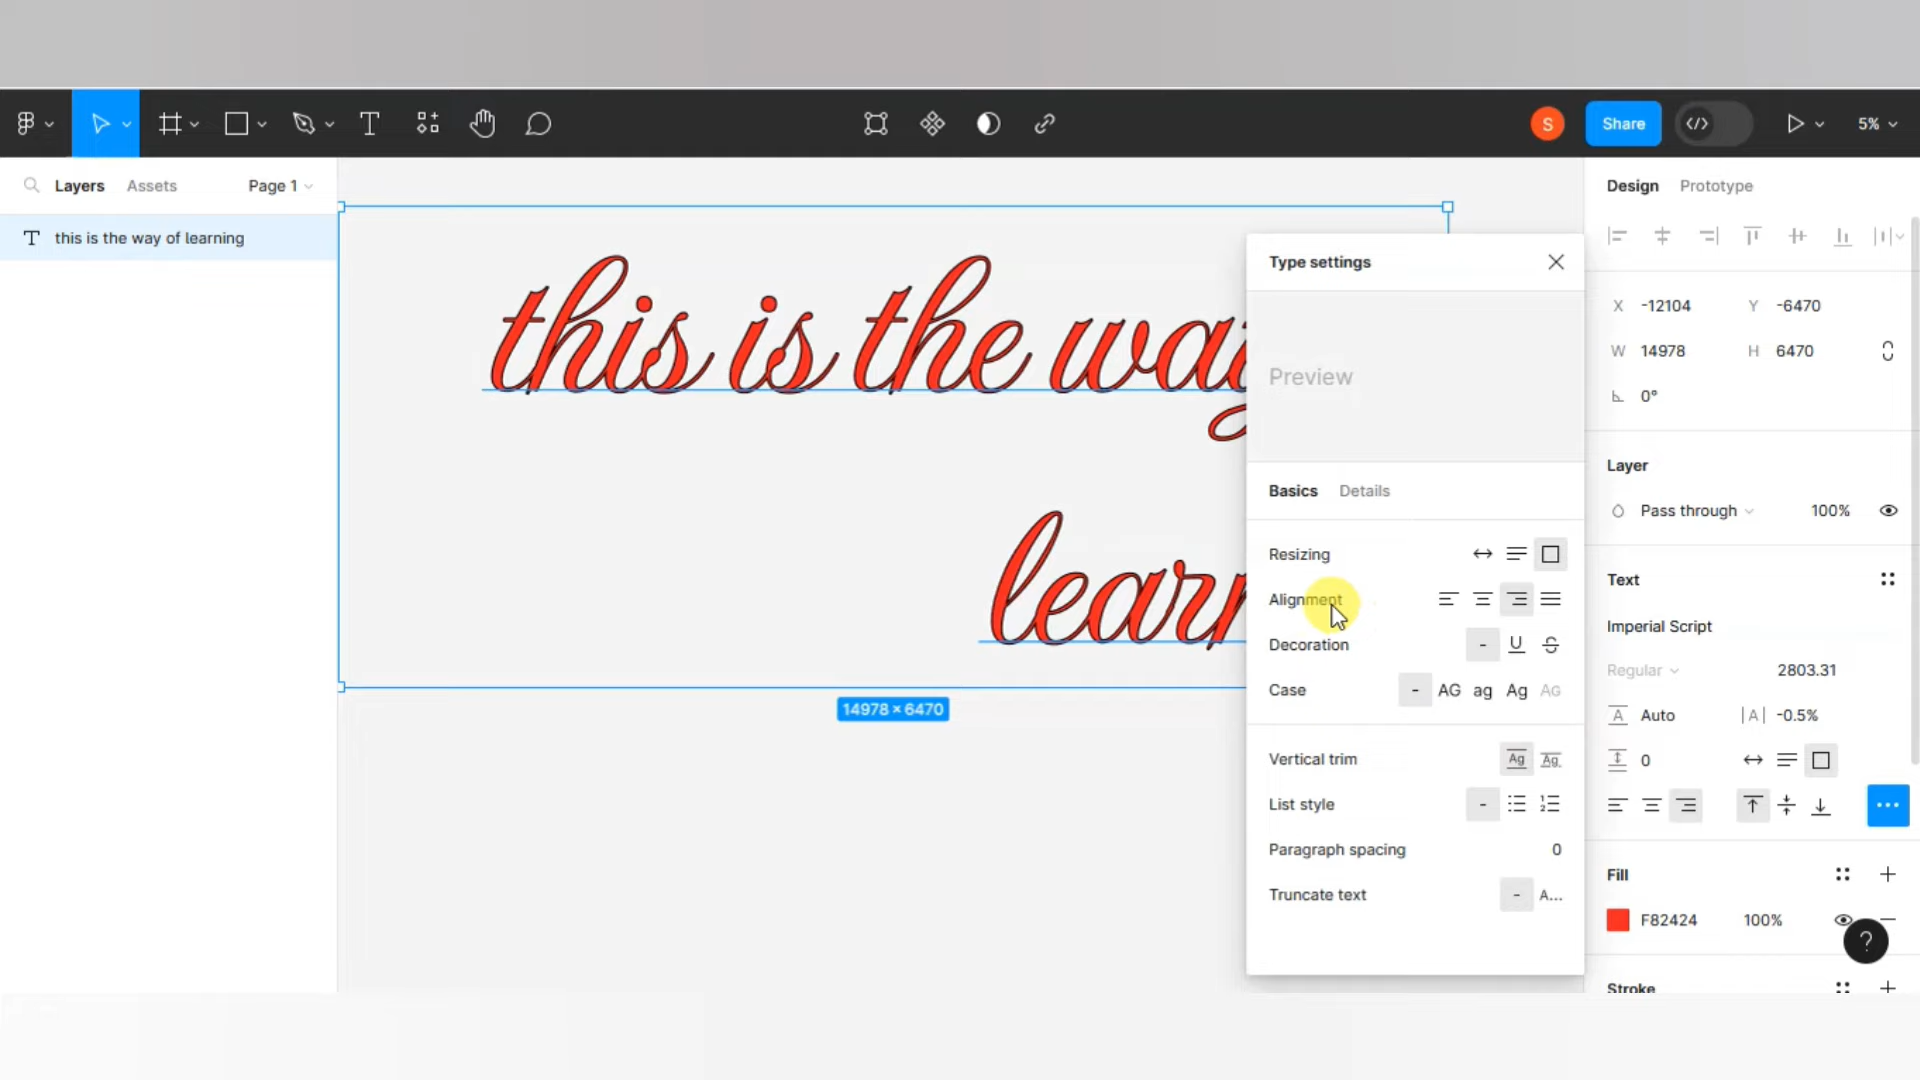 S
Share
5%
Layers
Assets
Page 1
Design
Prototype
this is the way of learning
this is the way
learn
14978 × 6470
Type settings
Preview
Basics
Details
Resizing
Alignment
Decoration
- U S
Case
- AG ag Ag AG
Vertical trim
Ag Ag
List style
-
Paragraph spacing
0
Truncate text
- A...
X -12104
Y -6470
W 14978
H 6470
0°
Layer
Pass through
100%
Text
Imperial Script
Regular
2803.31
A Auto
|A| -0.5%
0
Fill
F82424
100%
?
Stroke